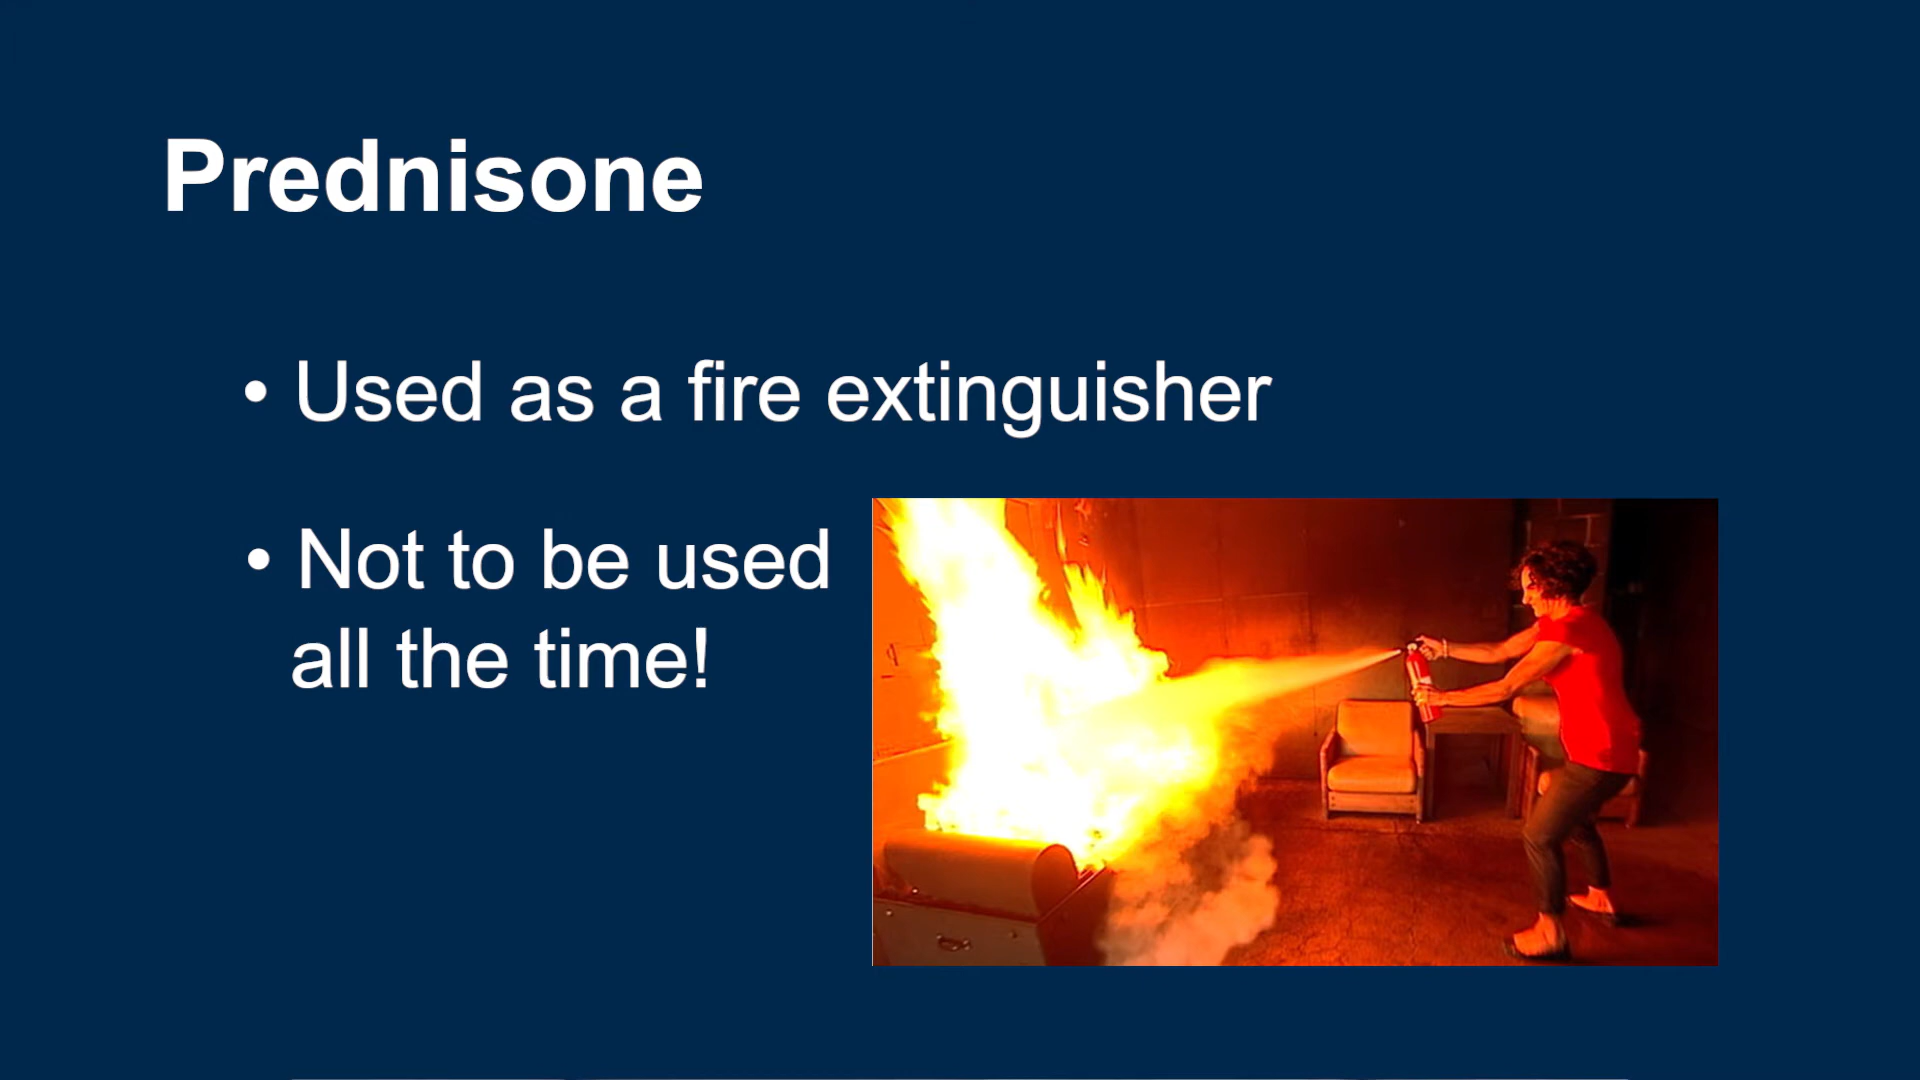 Prednisone
• Used as a fire extinguisher
• Not to be used
all the time!